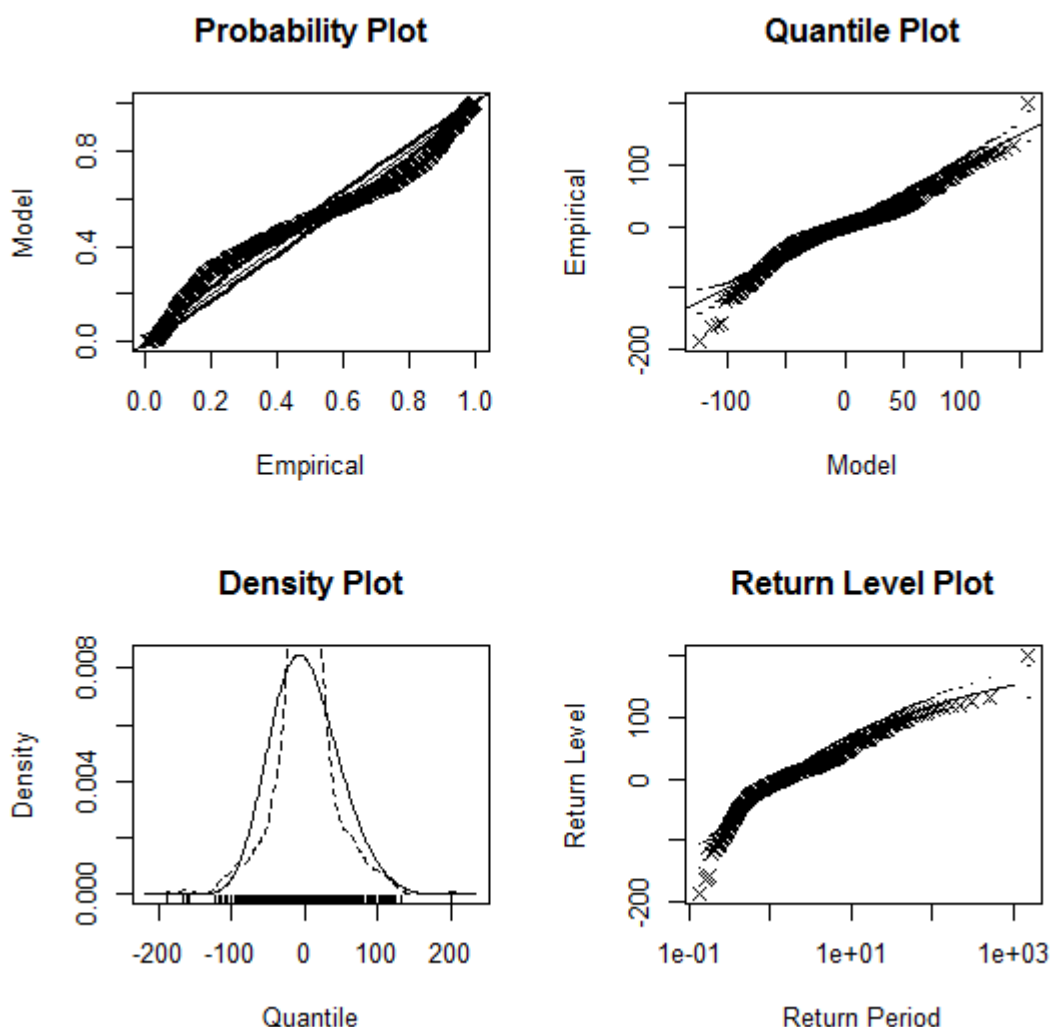 Probability Plot
Model
0.0 0.4 0.8
0.0 0.2 0.4 0.6 0.8 1.0
Empirical
Quantile Plot
Empirical
-200 0 100
-100 0 50 100
Model
Density Plot
Density
0.000 0.004 0.008
-200 -100 0 100 200
Quantile
Return Level Plot
Return Level
-200 0 100
1e-01 1e+01 1e+03
Return Period